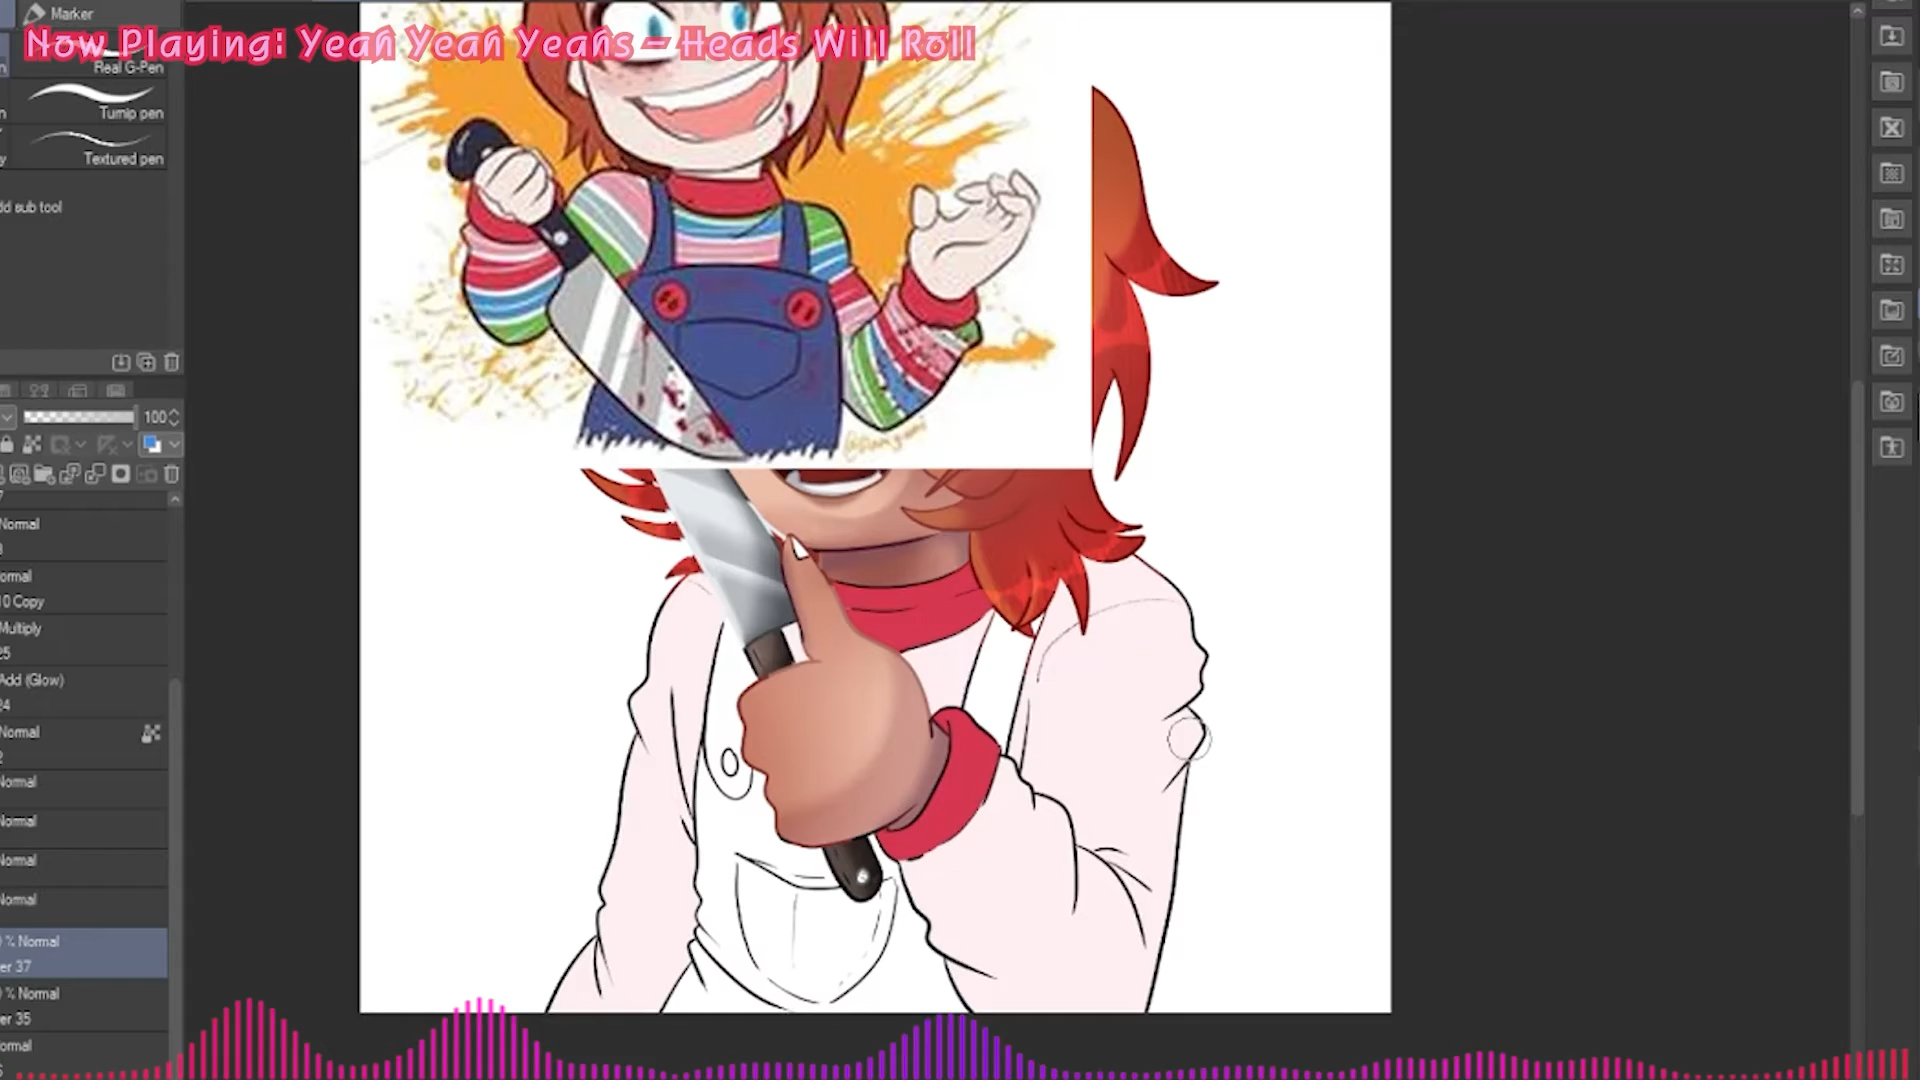 Marker
Now Playing: Yeah Yeah Yeahs - Heads Will Roll
Real G-Pen
Turnip pen
Textured pen
dd sub tool
100
Normal
ormal
10 Copy
Multiply
25
Add (Glow)
24
Normal
2
Normal
Normal
Normal
Normal
% Normal
er 37
% Normal
er 35
ormal